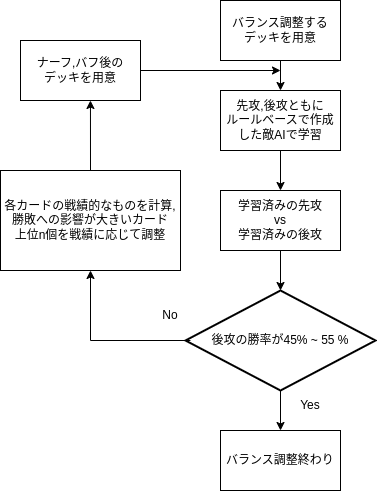 バランス調整する
デッキを用意
ナーフ,バフ後の
デッキを用意
先攻,後攻ともに
ルールベースで作成
した敵AIで学習
各カードの戦績的なものを計算,
勝敗への影響が大きいカード
上位n個を戦績に応じて調整
学習済みの先攻
vs
学習済みの後攻
No
後攻の勝率が45% ~ 55 %
Yes
バランス調整終わり